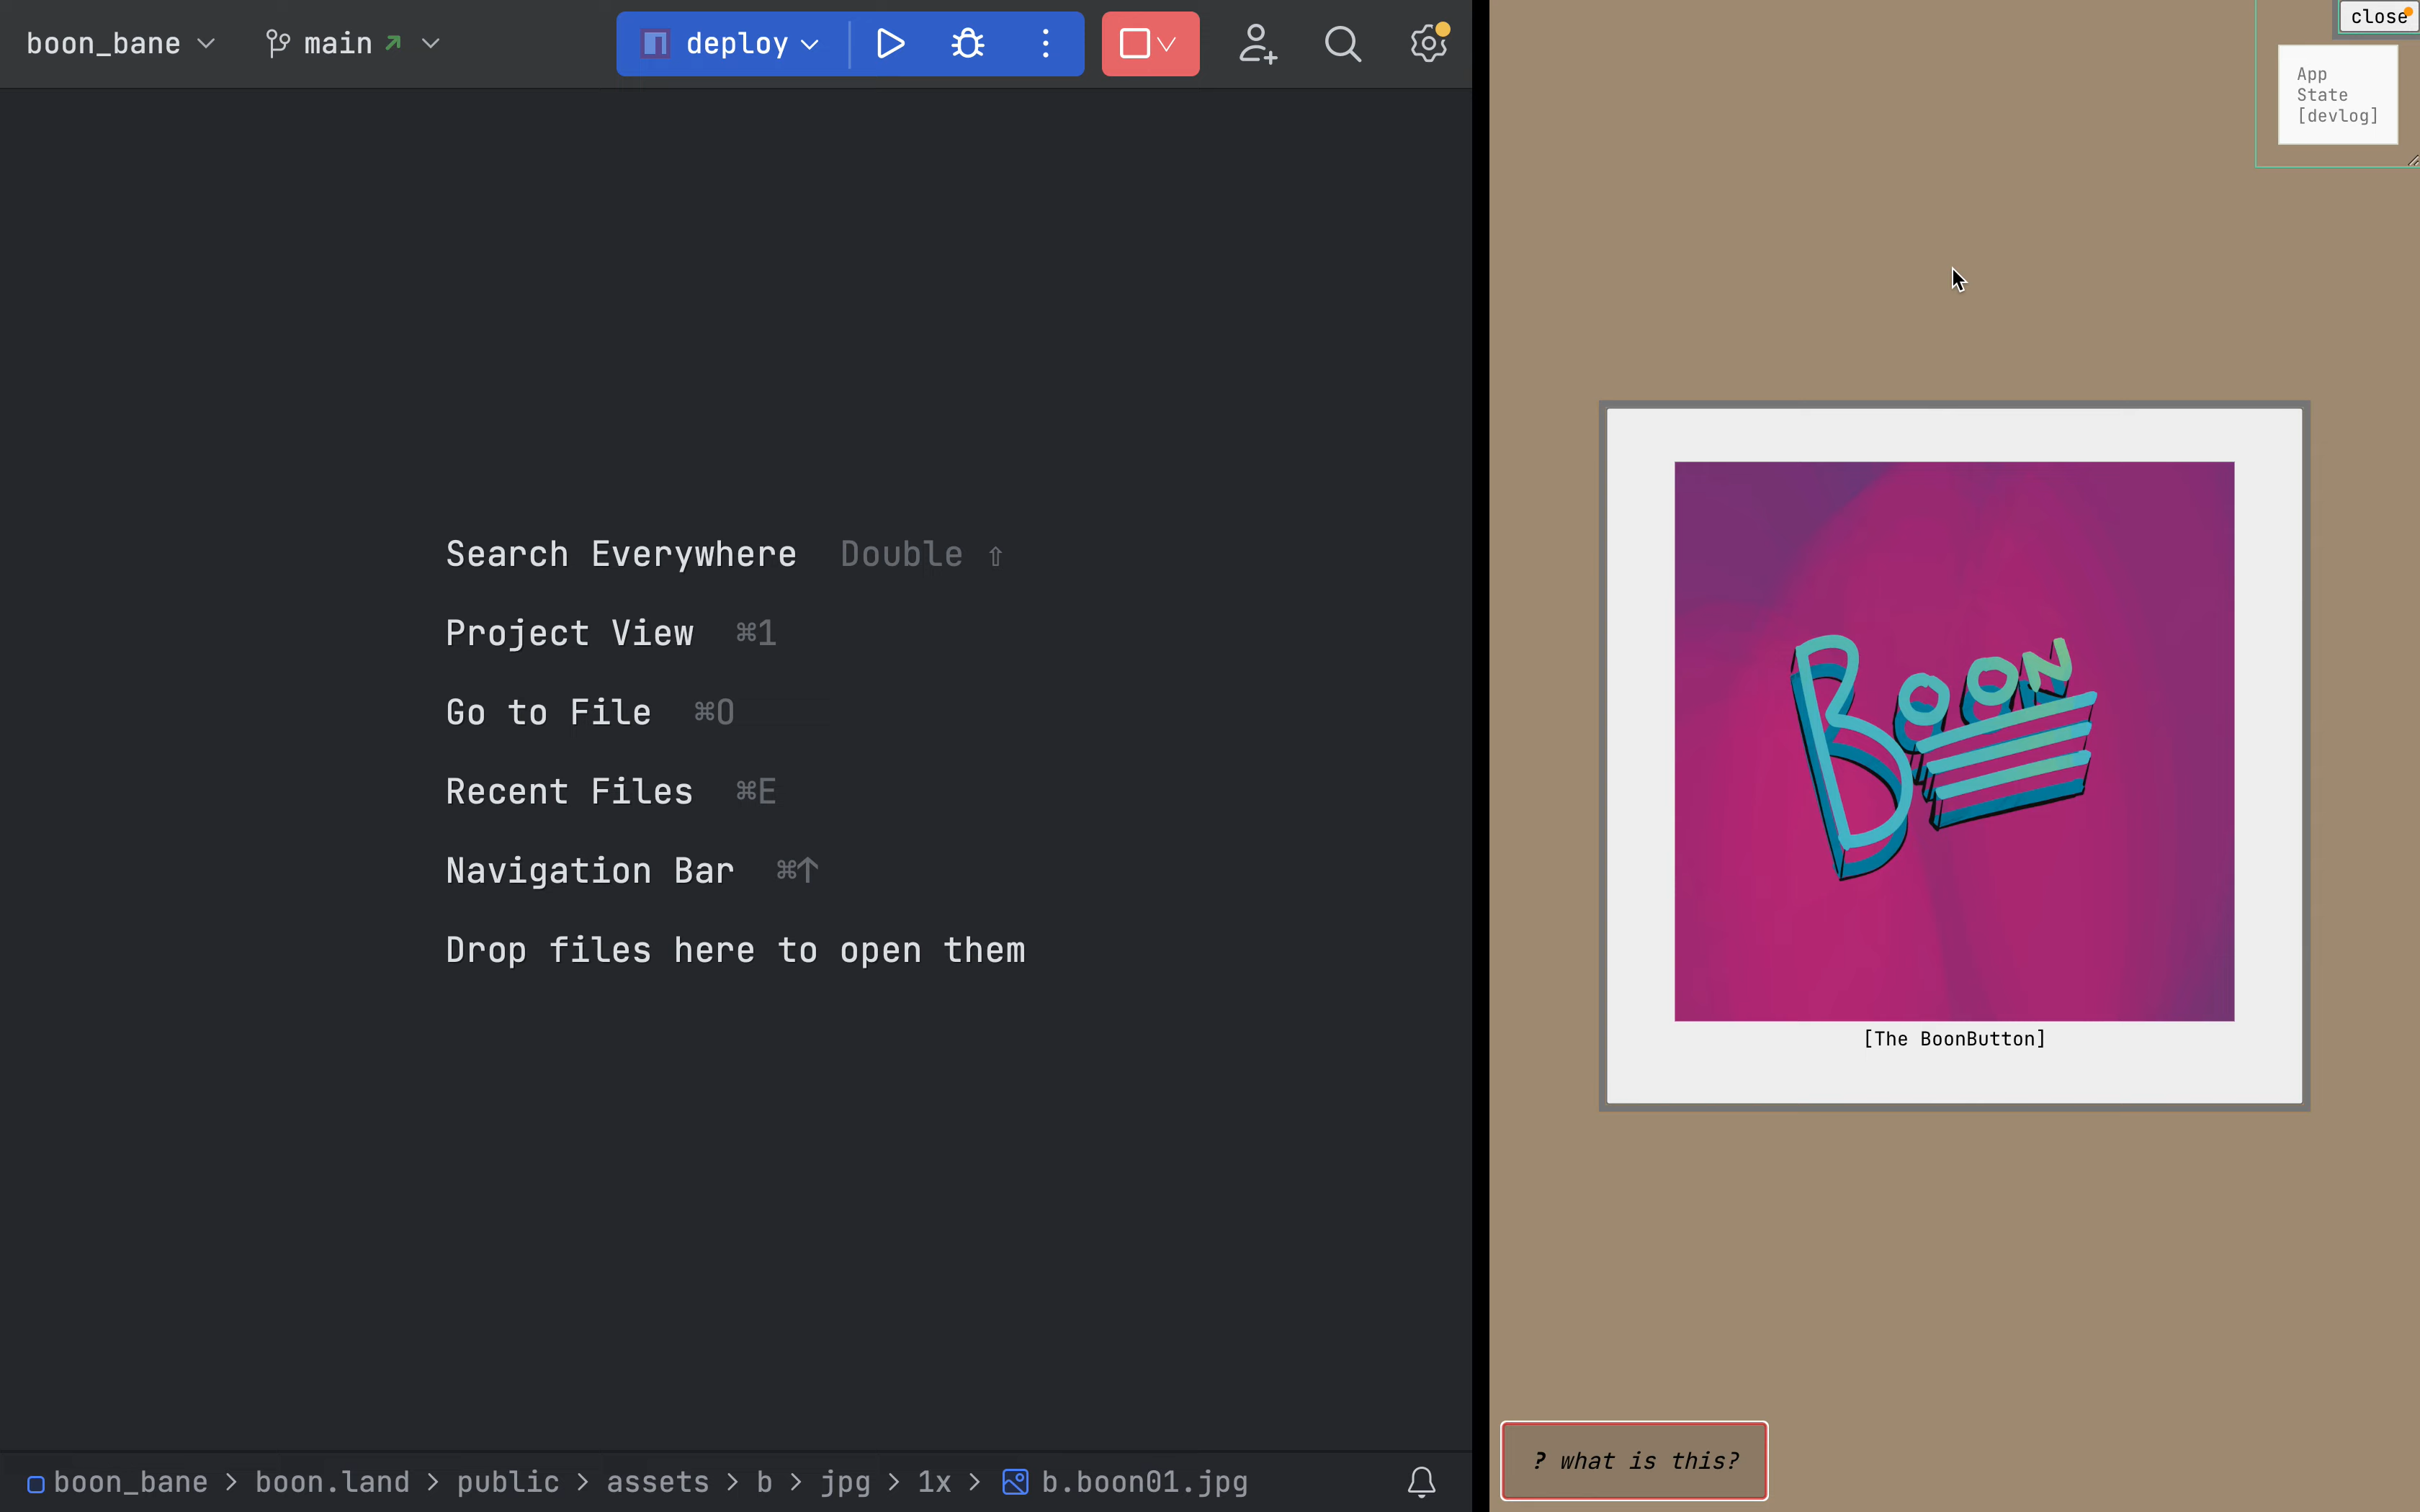 boon_bane main deploy
Search Everywhere Double ⇧
Project View ⌘1
Go to File ⌘O
Recent Files ⌘E
Navigation Bar ⌘↑
Drop files here to open them
boon_bane > boon.land > public > assets > b > jpg > 1x > b.boon01.jpg
close
App
State
[devlog]
Boon
[The BoonButton]
? what is this?